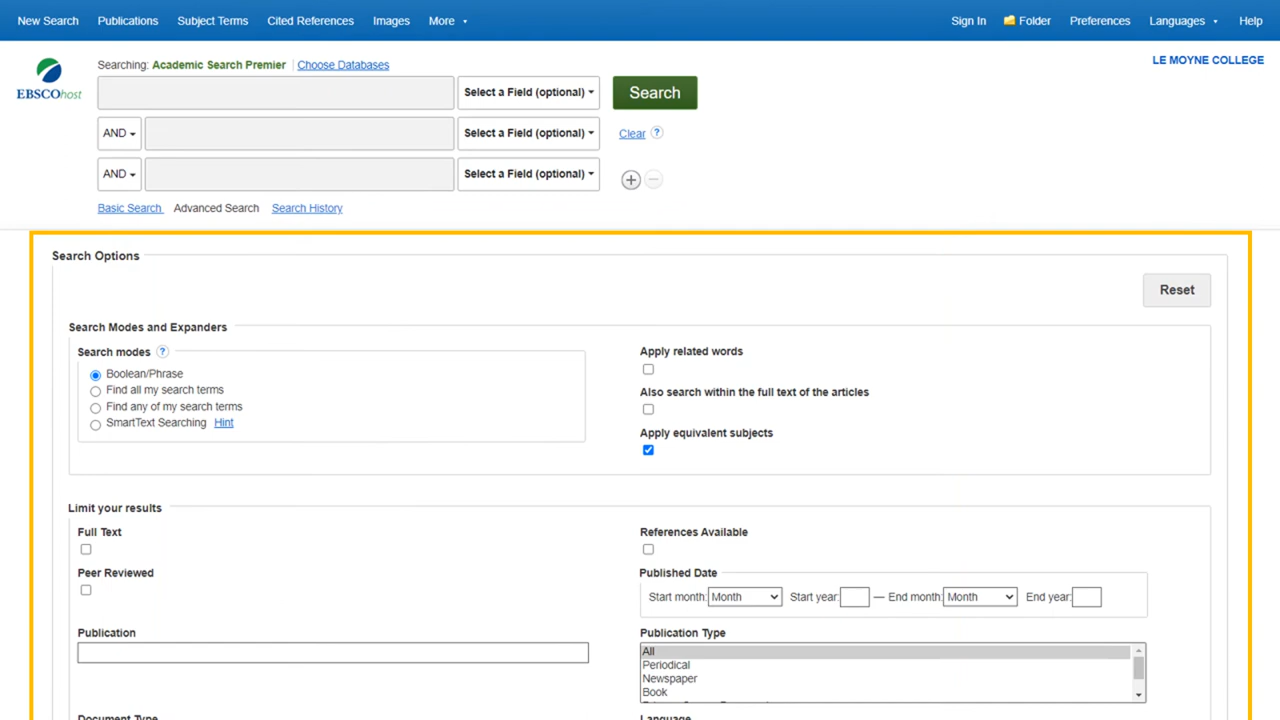 New Search Publications Subject Terms Cited References Images More Sign In Folder Preferences Languages Help
Searching: Academic Search Premier Choose Databases
LE MOYNE COLLEGE
EBSCOhost
Select a Field (optional) Search
AND Select a Field (optional) Clear ?
AND Select a Field (optional)
Basic Search Advanced Search Search History
Search Options
Reset
Search Modes and Expanders
Search modes ?
Boolean/Phrase
Find all my search terms
Find any of my search terms
SmartText Searching Hint
Apply related words
Also search within the full text of the articles
Apply equivalent subjects
Limit your results
Full Text
References Available
Peer Reviewed
Published Date
Start month: Month Start year: — End month: Month End year:
Publication
Publication Type
All
Periodical
Newspaper
Book
Document Type
Language